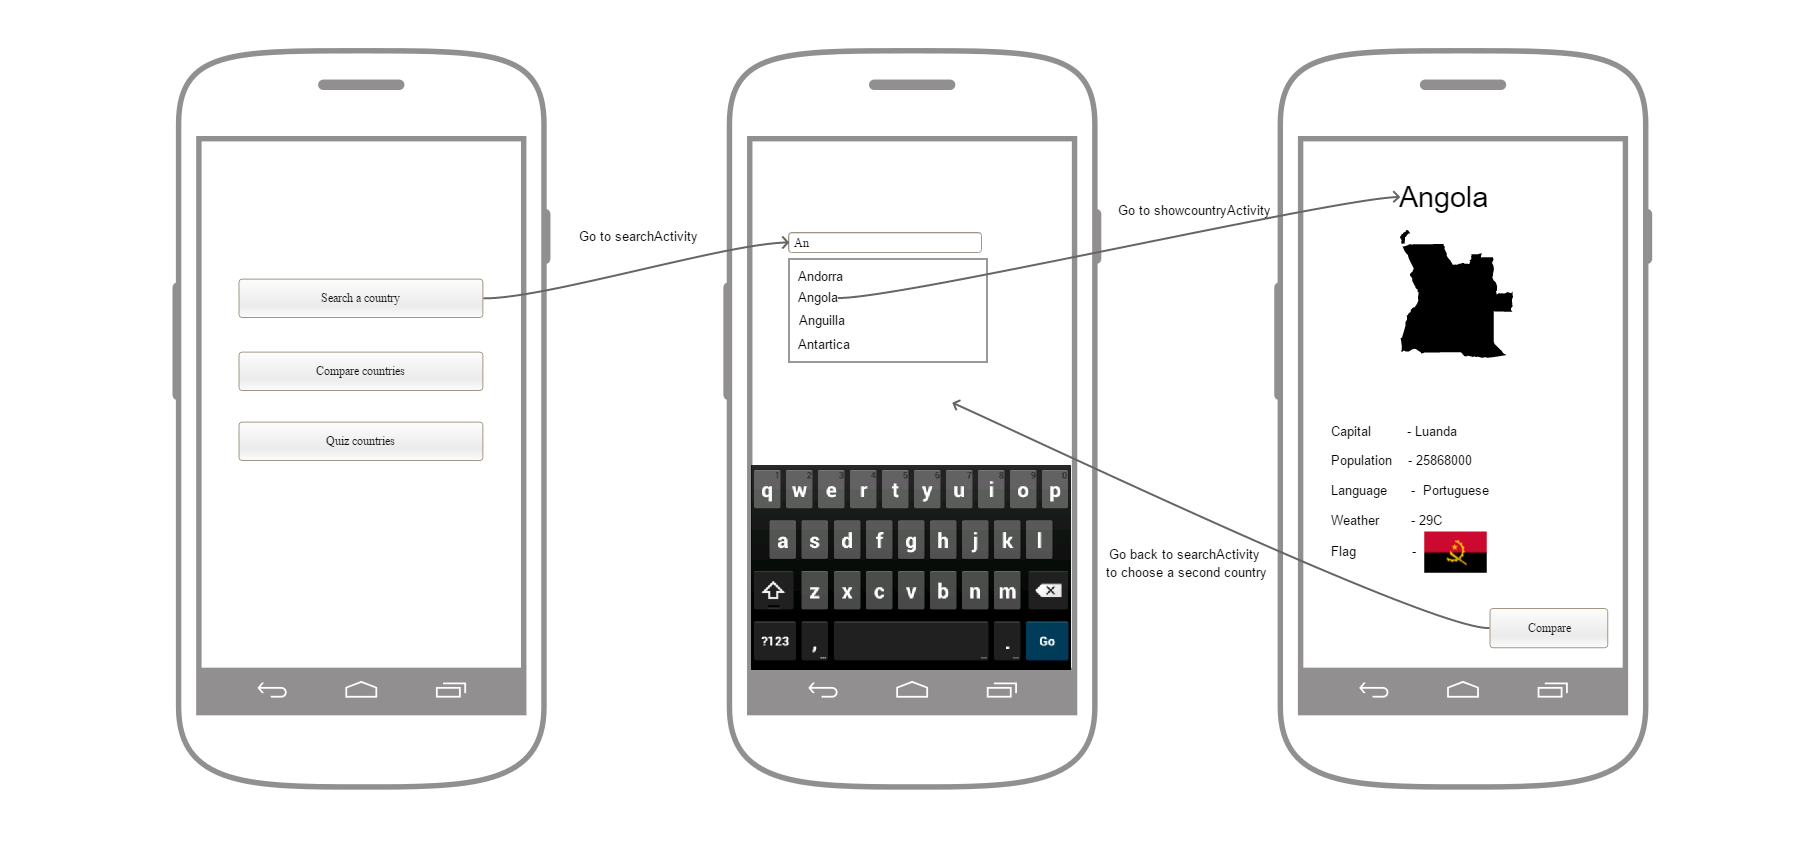 Search a country
Compare countries
Quiz countries
Go to searchActivity
An
Andorra
Angola
Anguilla
Antartica
q w e r t y u i o p
a s d f g h j k l
z x c v b n m
?123 , . Go
Go to showcountryActivity
Go back to searchActivity
to choose a second country
Angola
Capital - Luanda
Population - 25868000
Language - Portuguese
Weather - 29C
Flag -
Compare